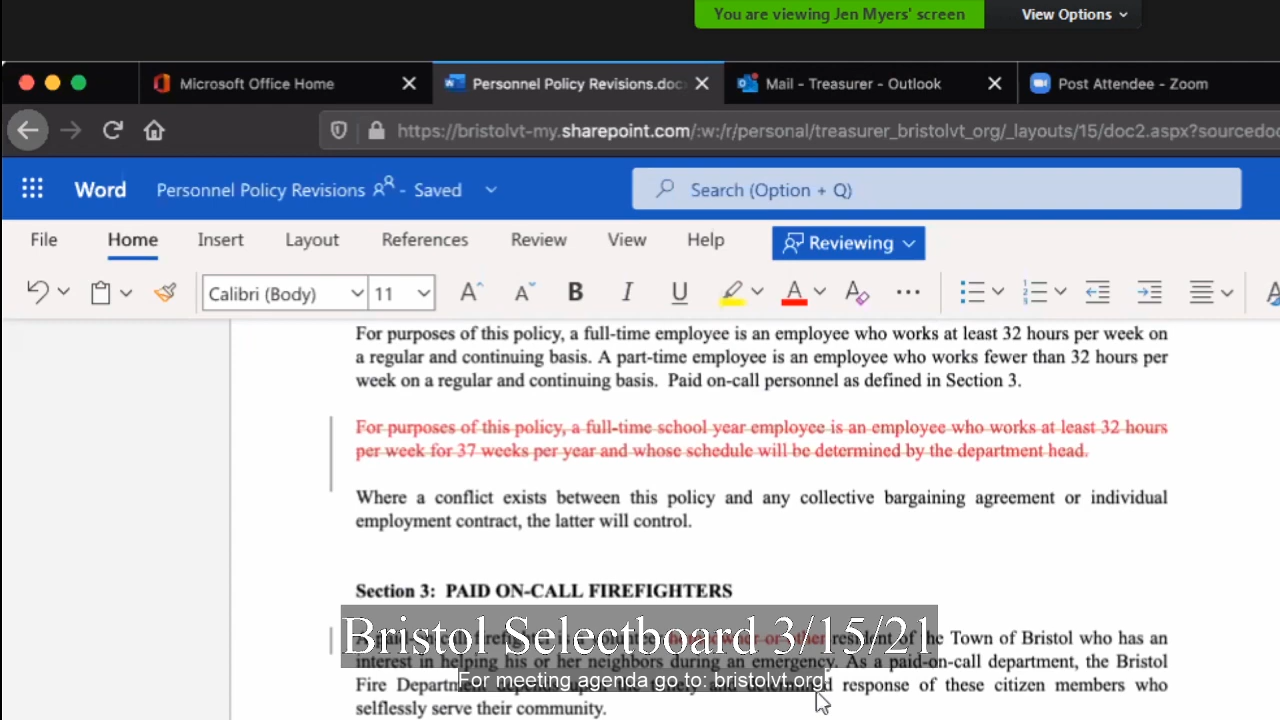 You are viewing Jen Myers' screen View Options
Microsoft Office Home Personnel Policy Revisions.doc Mail - Treasurer - Outlook Post Attendee - Zoom
https://bristolvt-my.sharepoint.com/:w:/r/personal/treasurer_bristolvt_org/_layouts/15/doc2.aspx?sourcedoc
Word Personnel Policy Revisions - Saved Search (Option + Q)
File Home Insert Layout References Review View Help Reviewing
Calibri (Body) 11 B I U A
For purposes of this policy, a full-time employee is an employee who works at least 32 hours per week on
a regular and continuing basis. A part-time employee is an employee who works fewer than 32 hours per
week on a regular and continuing basis. Paid on-call personnel as defined in Section 3.
For purposes of this policy, a full-time school year employee is an employee who works at least 32 hours
per week for 37 weeks per year and whose schedule will be determined by the department head.
Where a conflict exists between this policy and any collective bargaining agreement or individual
employment contract, the latter will control.
Section 3: PAID ON-CALL FIREFIGHTERS
Bristol Selectboard 3/15/21
resident of the Town of Bristol who has an
interest in helping his or her neighbors during an emergency. As a paid-on-call department, the Bristol
For meeting agenda go to: bristolvt.org!
Fire Department response of these citizen members who
selflessly serve their community.